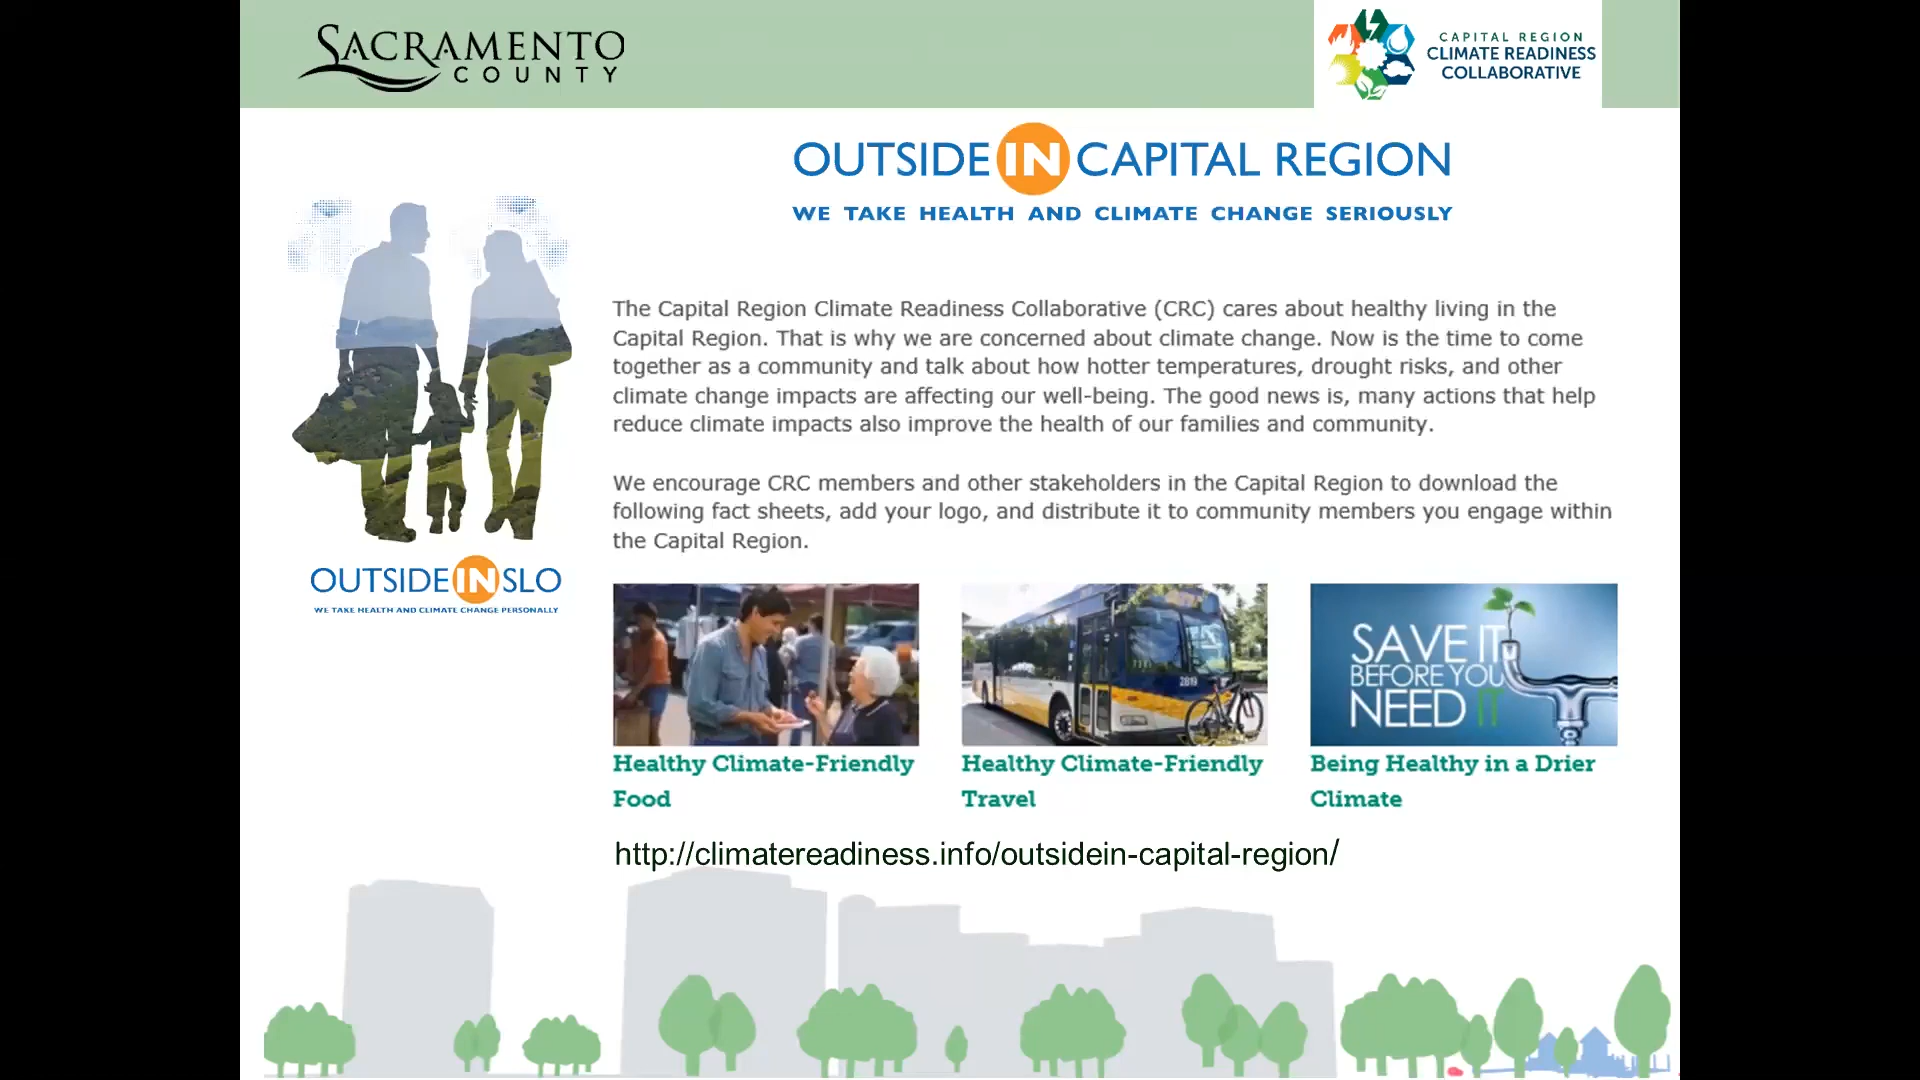 SACRAMENTO
COUNTY
CAPITAL REGION
CLIMATE READINESS
COLLABORATIVE
OUTSIDE IN CAPITAL REGION
WE TAKE HEALTH AND CLIMATE CHANGE SERIOUSLY
The Capital Region Climate Readiness Collaborative (CRC) cares about healthy living in the
Capital Region. That is why we are concerned about climate change. Now is the time to come
together as a community and talk about how hotter temperatures, drought risks, and other
climate change impacts are affecting our well-being. The good news is, many actions that help
reduce climate impacts also improve the health of our families and community.
We encourage CRC members and other stakeholders in the Capital Region to download the
following fact sheets, add your logo, and distribute it to community members you engage within
the Capital Region.
OUTSIDE IN SLO
WE TAKE HEALTH AND CLIMATE CHANGE PERSONALLY
2819
SAVE IT
BEFORE YOU
NEED IT
Healthy Climate-Friendly
Food
Healthy Climate-Friendly
Travel
Being Healthy in a Drier
Climate
http://climatereadiness.info/outsidein-capital-region/